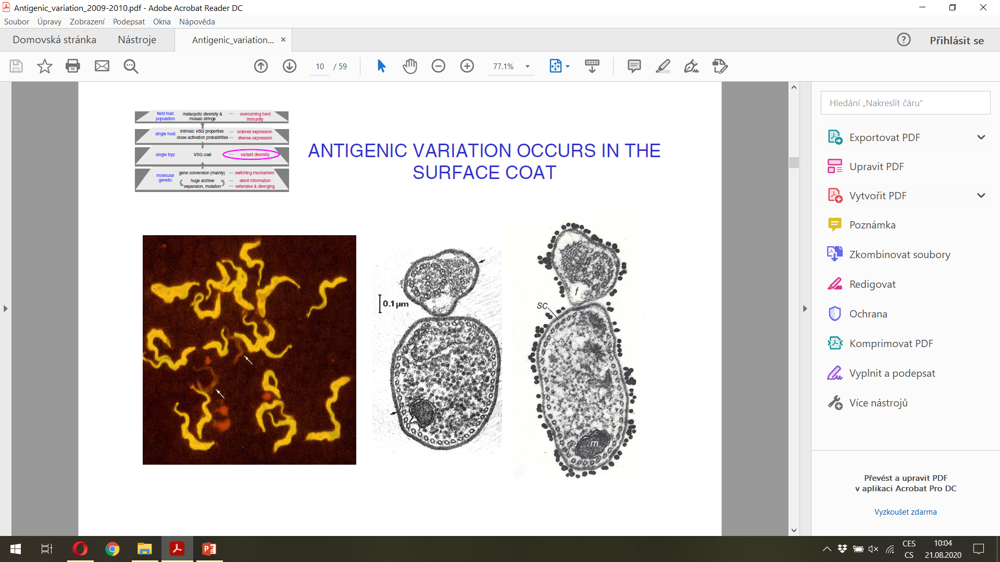 Antigenic_variation_2009-2010.pdf - Adobe Acrobat Reader DC
Soubor Úpravy Zobrazení Podepsat Okna Nápověda
Domovská stránka Nástroje Antigenic_variation... × Přihlásit se
10 / 59 77.1%
field host population metacyclic diversity & mosaic strings — overcoming herd immunity
single host intrinsic VSG properties — ordered expression
close activation probabilities — diverse expression
single tryp VSG coat — variant diversity
molecular genetic gene conversion (mainly) — switching mechanism
huge archive — silent information
expansion, mutation — extensive & diverging
ANTIGENIC VARIATION OCCURS IN THE
SURFACE COAT
0.1 µm
f
SC
m
Hledání „Nakreslit čáru“
Exportovat PDF
Upravit PDF
Vytvořit PDF
Poznámka
Zkombinovat soubory
Redigovat
Ochrana
Komprimovat PDF
Vyplnit a podepsat
Více nástrojů
Převést a upravit PDF
v aplikaci Acrobat Pro DC
Vyzkoušet zdarma
CES
CS
10:04
21.08.2020